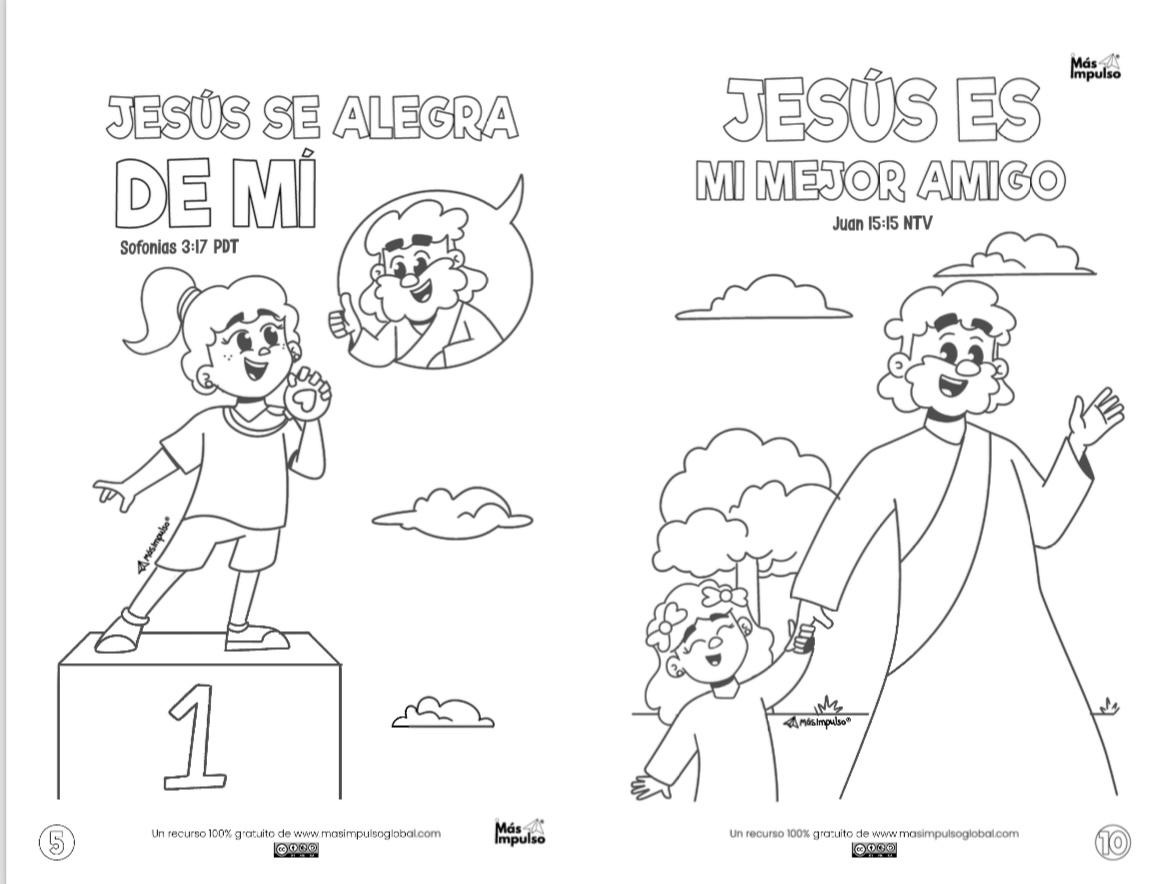 JESÚS SE ALEGRA
DE MÍ
Sofonias 3:17 PDT
MásImpulso®
1
5
Un recurso 100% gratuito de www.masimpulsoglobal.com
Más
Impulso
Más
Impulso
JESÚS ES
MI MEJOR AMIGO
Juan 15:15 NTV
MásImpulso®
Un recurso 100% gratuito de www.masimpulsoglobal.com
10